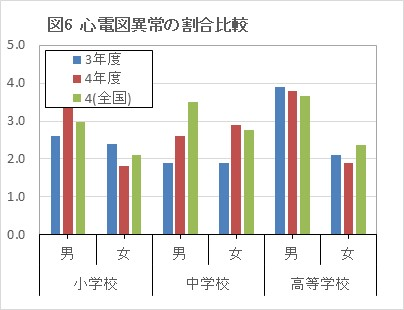 図6 心電図異常の割合比較
5.0
4.0
3.0
2.0
1.0
0.0
3年度
4年度
4(全国)
男 女 男 女 男 女
小学校 中学校 高等学校